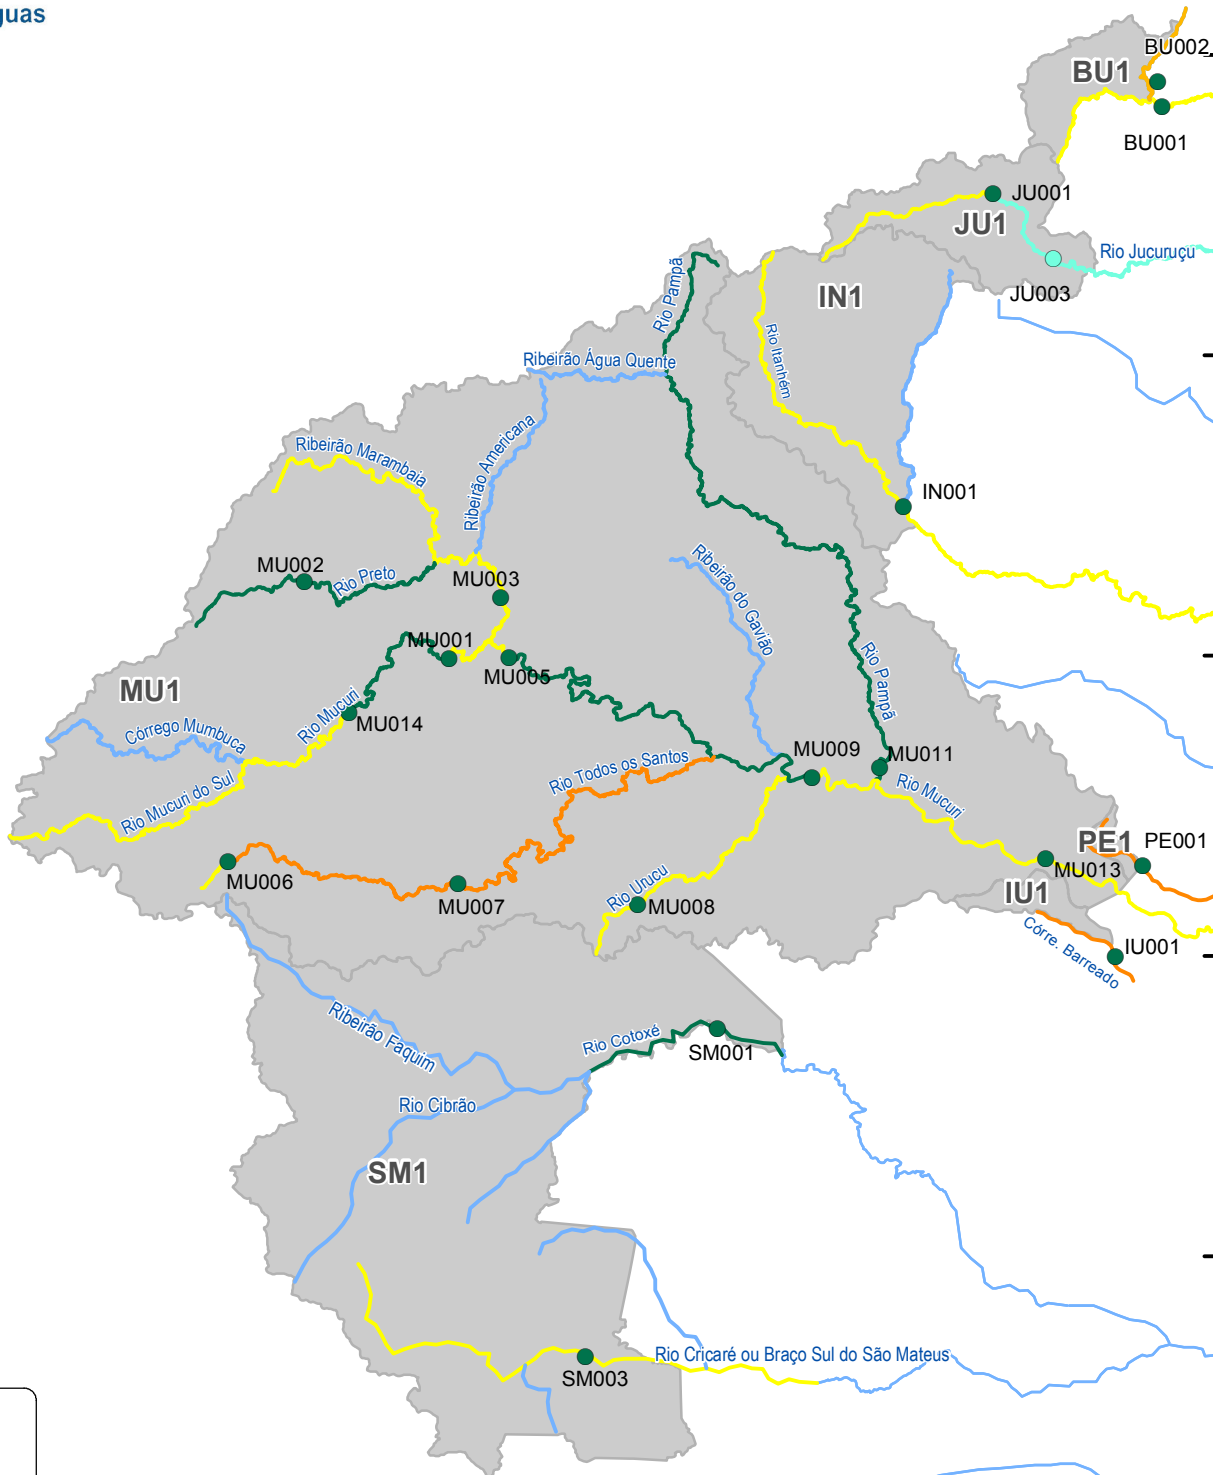 guas
BU002
BU1
BU001
JU001
JU1
Rio Jucuruçu
JU003
IN1
Rio Pampã
Rio Itanhém
Ribeirão Água Quente
Ribeirão Americana
Ribeirão Marambaia
IN001
MU002
Rio Preto
MU003
Ribeirão do Gavião
MU001
MU005
Rio Pampã
MU1
Rio Mucuri
MU014
Córrego Mumbuca
Rio Mucuri do Sul
Rio Todos os Santos
MU009
MU011
Rio Mucuri
PE1
PE001
MU013
MU006
MU007
Rio Urucu
MU008
IU1
Córre. Barreado
IU001
Ribeirão Faquim
Rio Cotoxé
SM001
Rio Cibrão
SM1
Rio Cricaré ou Braço Sul do São Mateus
SM003